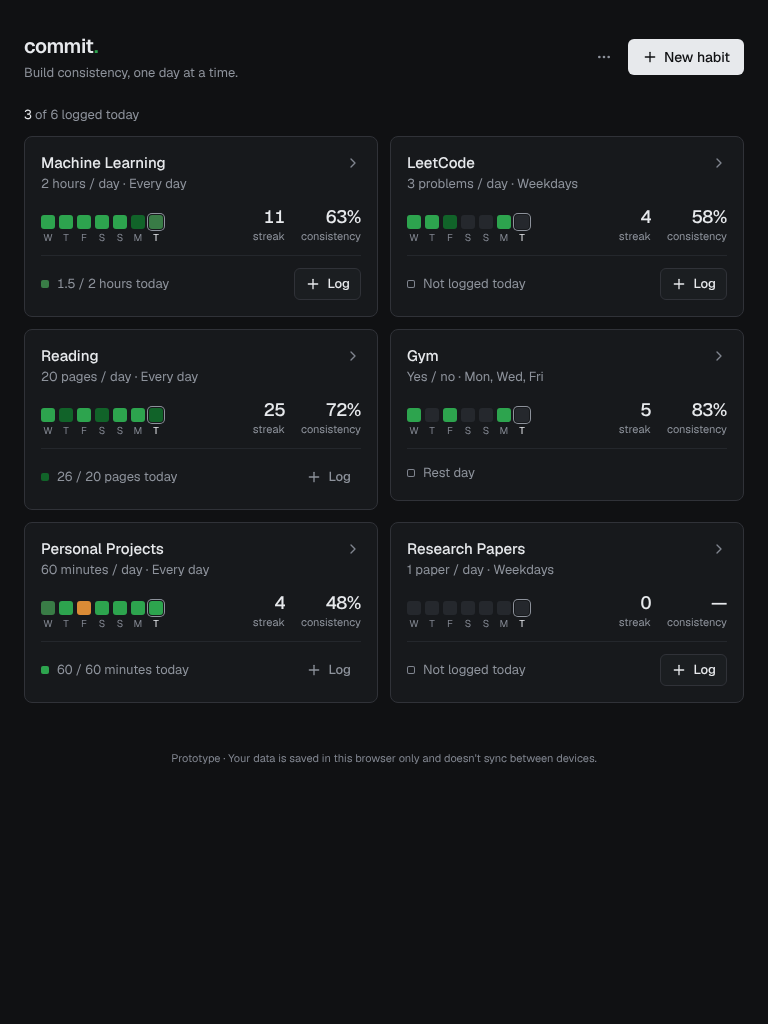 commit.
Build consistency, one day at a time.
··· + New habit
3 of 6 logged today
Machine Learning
2 hours / day · Every day
W T F S S M T
11 streak
63% consistency
1.5 / 2 hours today
+ Log
LeetCode
3 problems / day · Weekdays
W T F S S M T
4 streak
58% consistency
Not logged today
+ Log
Reading
20 pages / day · Every day
W T F S S M T
25 streak
72% consistency
26 / 20 pages today
+ Log
Gym
Yes / no · Mon, Wed, Fri
W T F S S M T
5 streak
83% consistency
Rest day
Personal Projects
60 minutes / day · Every day
W T F S S M T
4 streak
48% consistency
60 / 60 minutes today
+ Log
Research Papers
1 paper / day · Weekdays
W T F S S M T
0 streak
— consistency
Not logged today
+ Log
Prototype · Your data is saved in this browser only and doesn't sync between devices.